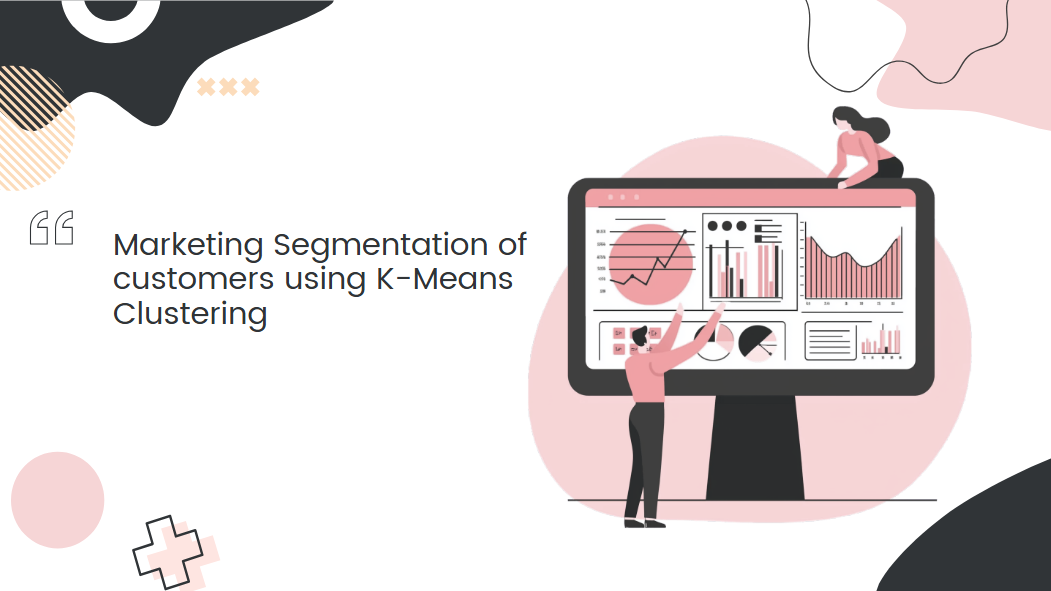 Marketing Segmentation of
customers using K-Means
Clustering